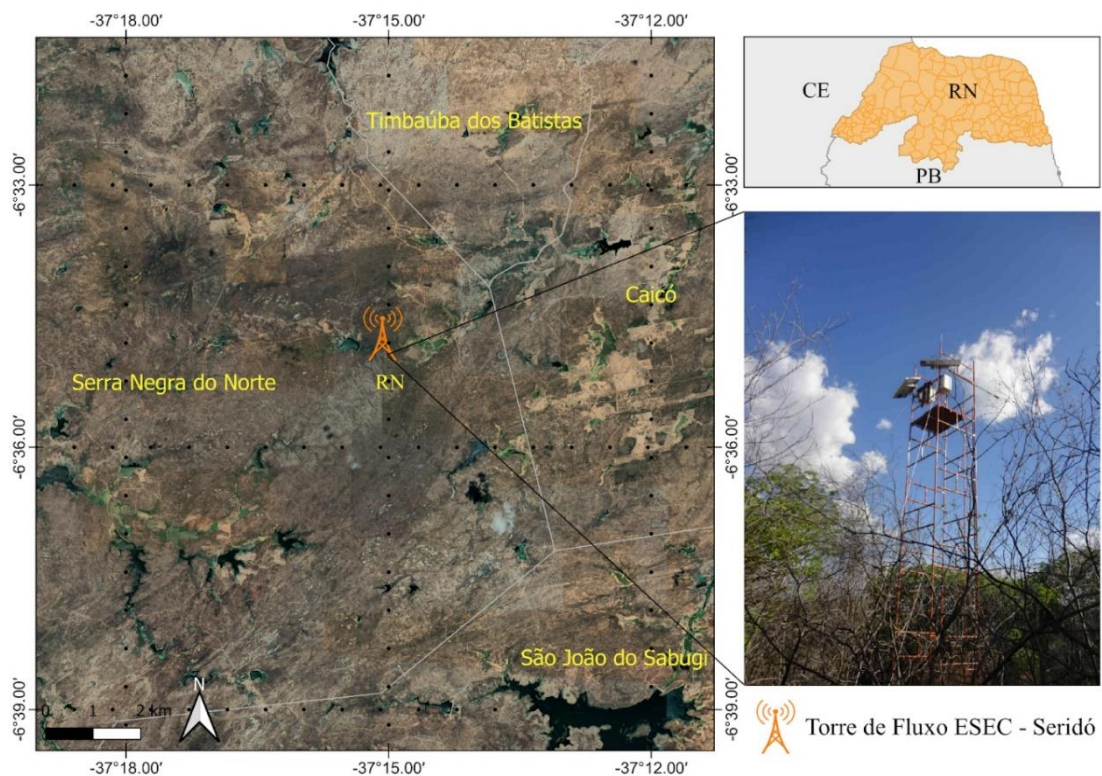 -37°18.00'
-37°15.00'
-37°12.00'
Timbaúba dos Batistas
-6°33.00'
-6°33.00'
Caicó
Serra Negra do Norte
RN
-6°36.00'
-6°36.00'
São João do Sabugi
N
0 1 2 km
-6°39.00'
-6°39.00'
-37°18.00'
-37°15.00'
-37°12.00'
CE
RN
PB
Torre de Fluxo ESEC - Seridó